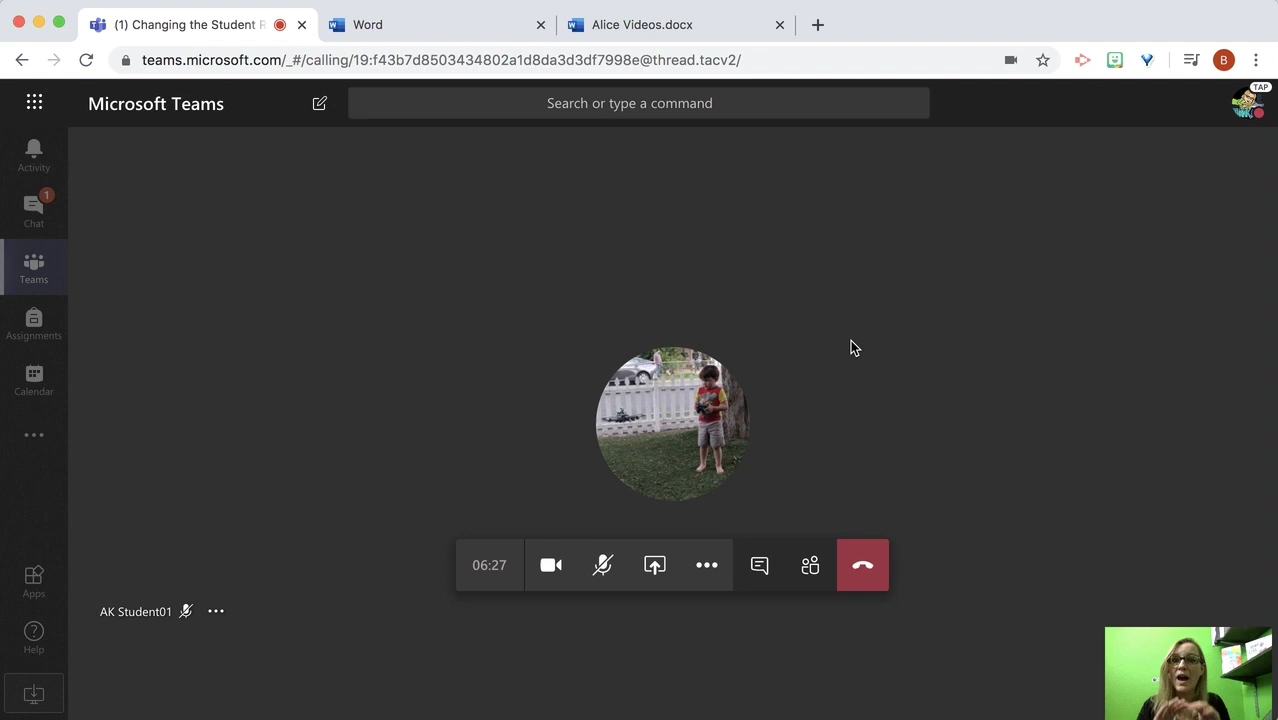 (1) Changing the Student R
Word
Alice Videos.docx
teams.microsoft.com/_#/calling/19:f43b7d8503434802a1d8da3d3df7998e@thread.tacv2/
B
Microsoft Teams
Search or type a command
TAP
Activity
1
Chat
Teams
Assignments
Calendar
06:27
Apps
AK Student01
Help